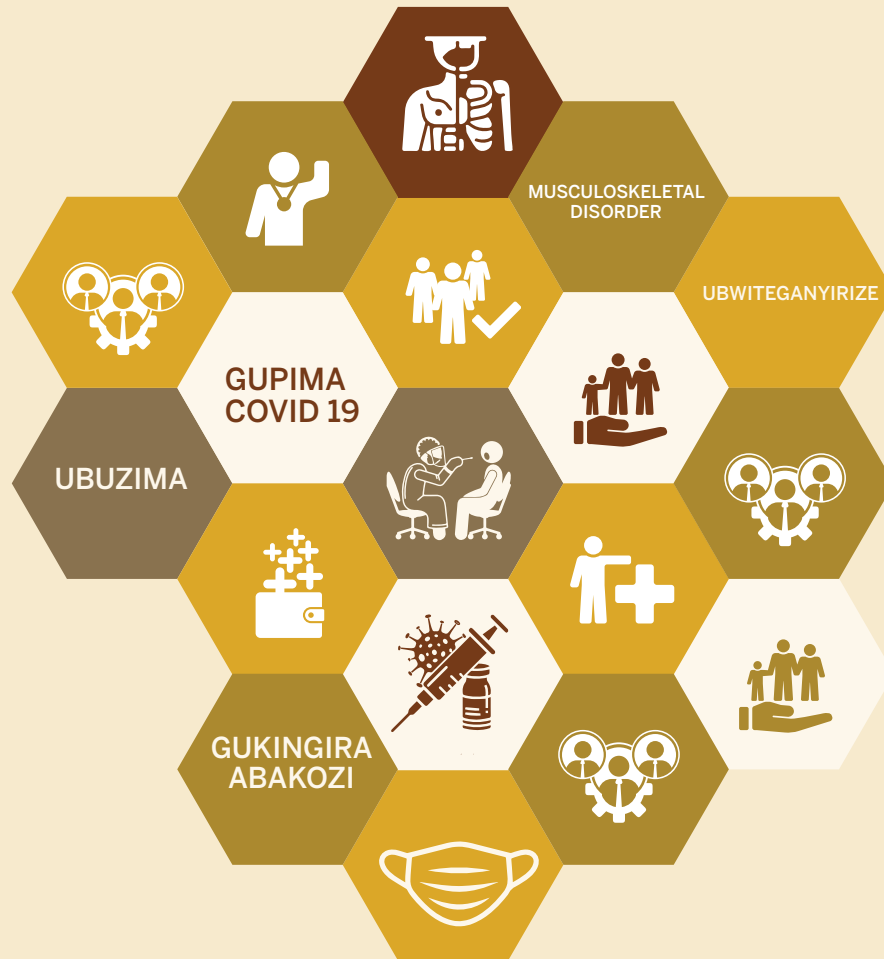 MUSCULOSKELETAL
DISORDER
UBWITEGANYIRIZE
GUPIMA
COVID 19
UBUZIMA
GUKINGIRA
ABAKOZI